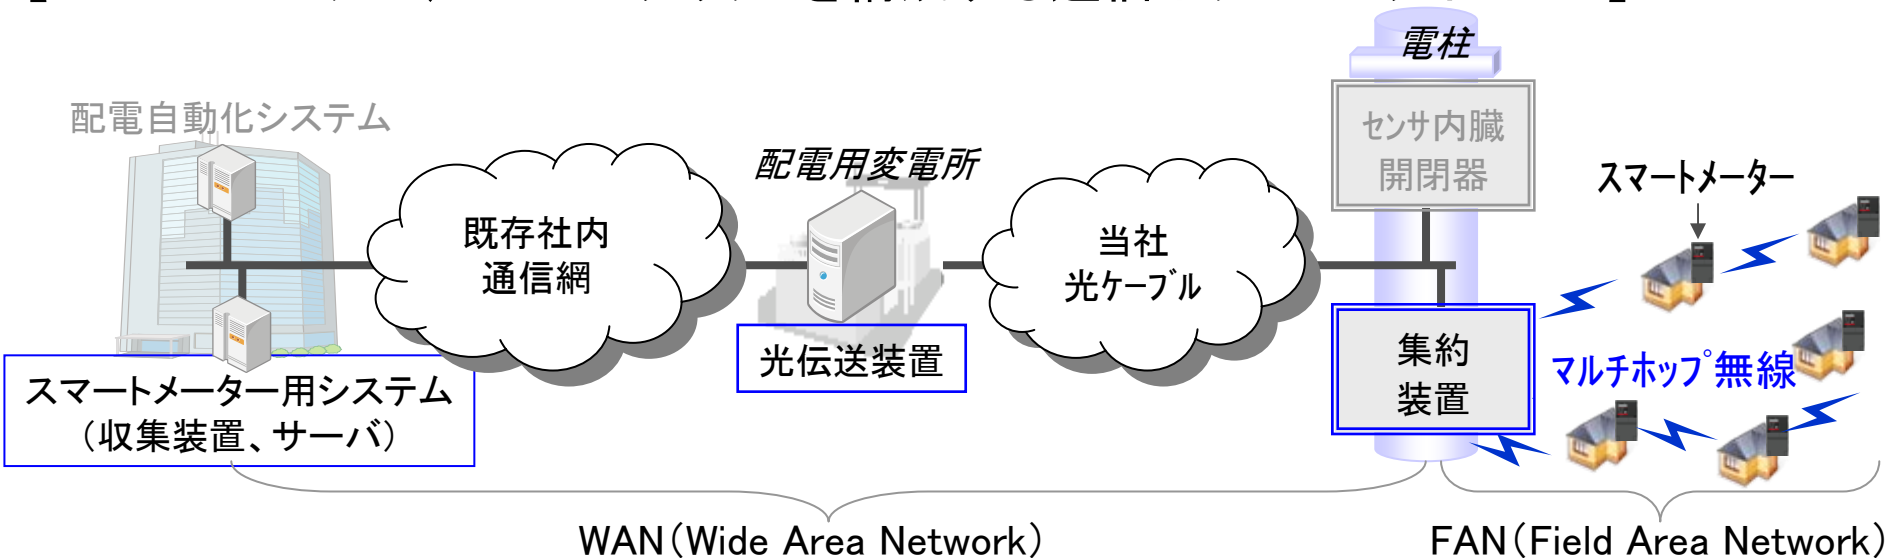 電柱
配電自動化システム
センサ内臓
開閉器
配電用変電所
スマートメーター
既存社内
通信網
当社
光ケーブル
光伝送装置
集約
装置
マルチホップ無線
スマートメーター用システム
（収集装置、サーバ）
WAN（Wide Area Network）
FAN（Field Area Network）